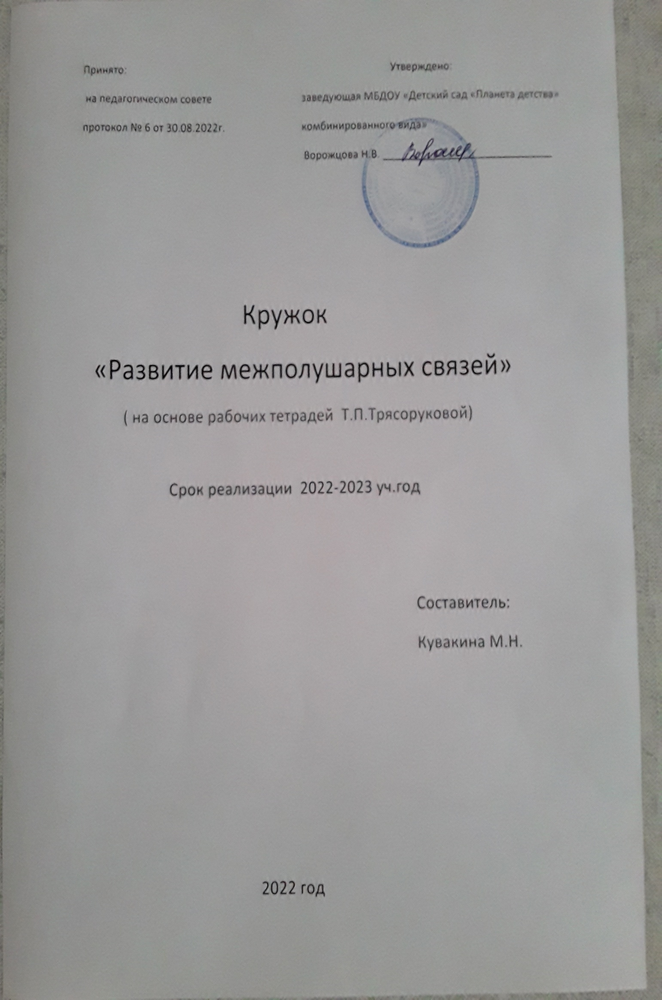 Принято:
на педагогическом совете
протокол № 6 от 30.08.2022г.
Утверждено:
заведующая МБДОУ «Детский сад «Планета детства»
комбинированного вида»
Ворожцова Н.В.
Кружок
«Развитие межполушарных связей»
( на основе рабочих тетрадей Т.П.Трясоруковой)
Срок реализации 2022-2023 уч.год
Составитель:
Кувакина М.Н.
2022 год